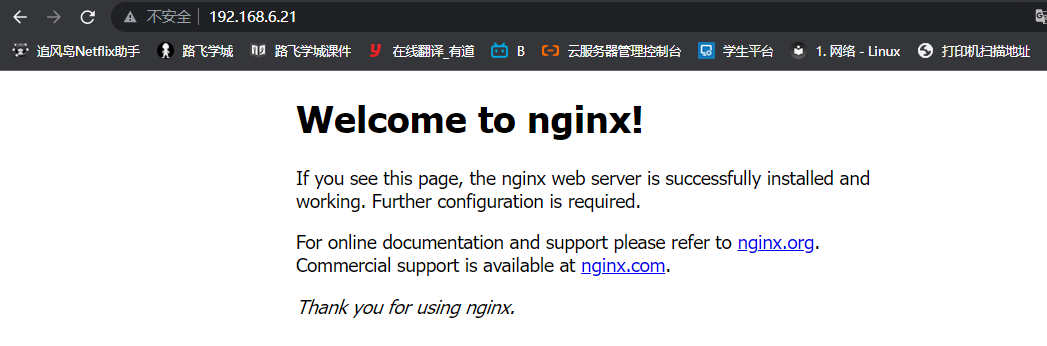 不安全 192.168.6.21
追风岛Netflix助手 路飞学城 路飞学城课件 在线翻译_有道 B 云服务器管理控制台 学生平台 1. 网络 - Linux 打印机扫描地址
Welcome to nginx!
If you see this page, the nginx web server is successfully installed and
working. Further configuration is required.
For online documentation and support please refer to nginx.org.
Commercial support is available at nginx.com.
Thank you for using nginx.